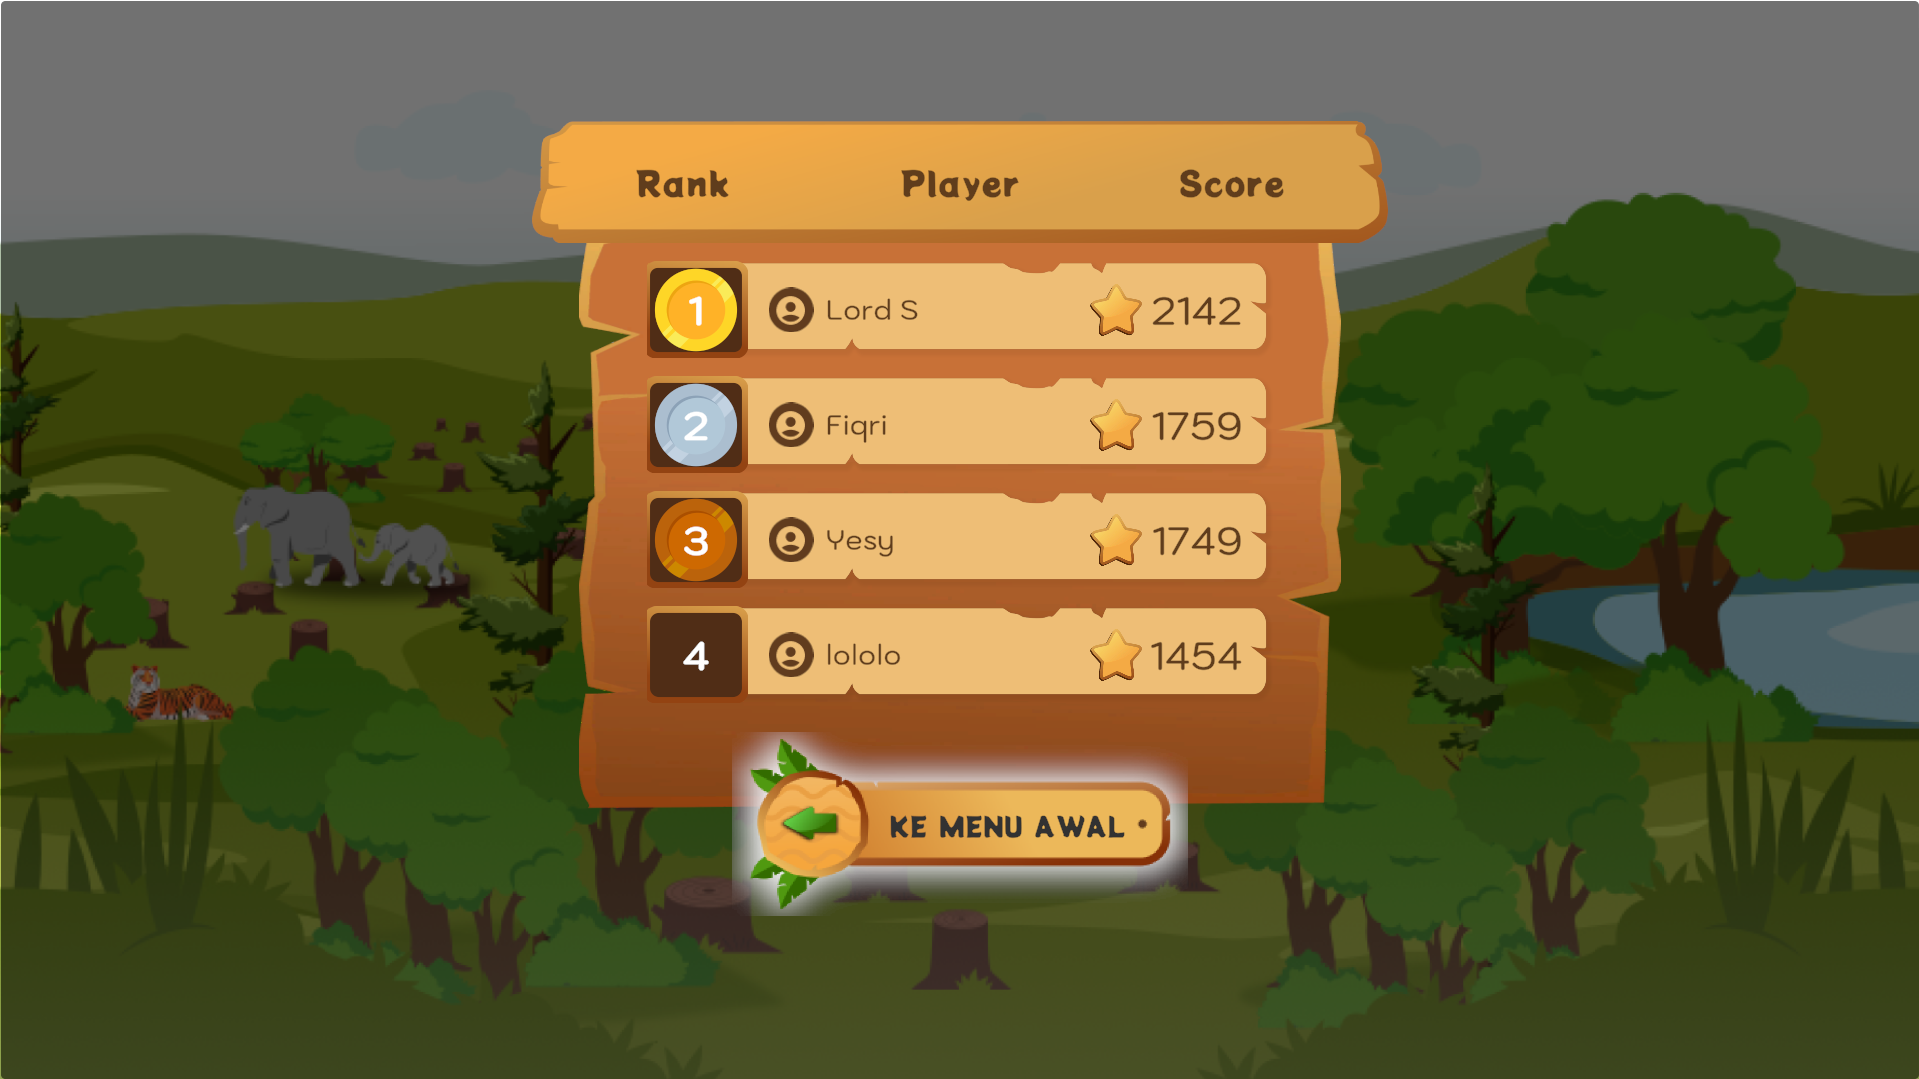 Rank Player Score
1 Lord S 2142
2 Fiqri 1759
3 Yesy 1749
4 lololo 1454
KE MENU AWAL